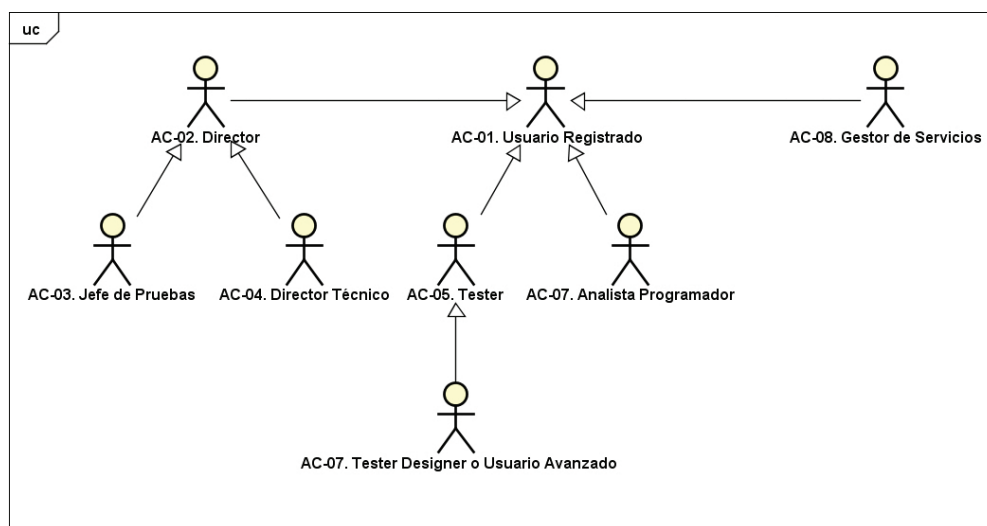 uc
AC-02. Director
AC-01. Usuario Registrado
AC-08. Gestor de Servicios
AC-03. Jefe de Pruebas
AC-04. Director Técnico
AC-05. Tester
AC-07. Analista Programador
AC-07. Tester Designer o Usuario Avanzado